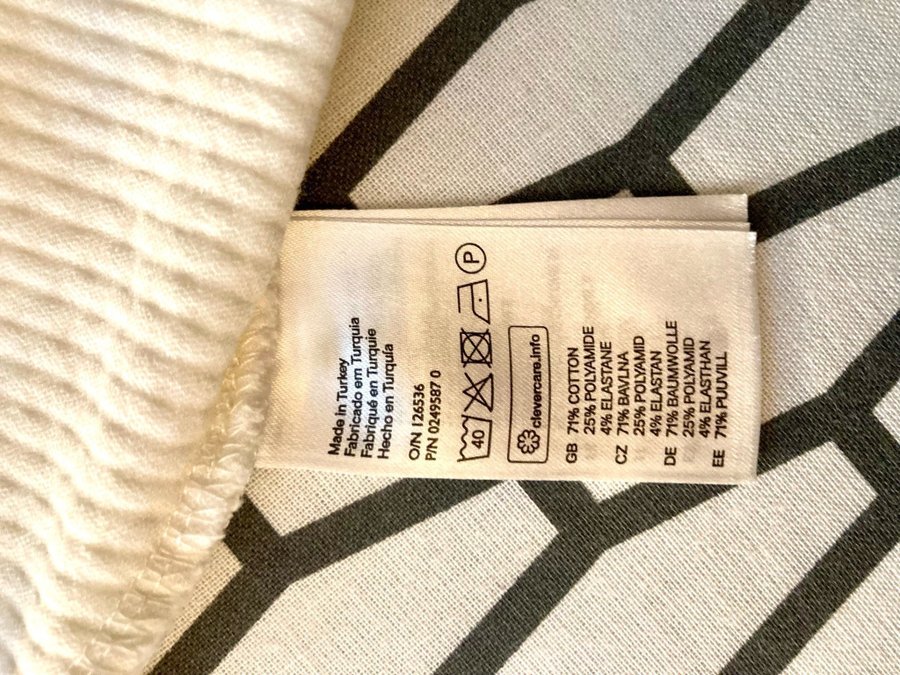 Made in Turkey
Fabricado em Turquia
Fabriqué en Turquie
Hecho en Turquía
O/N 126536
P/N 0249587 0
40
P
clevercare.info
GB 71% COTTON
25% POLYAMIDE
4% ELASTANE
CZ 71% BAVLNA
25% POLYAMID
4% ELASTAN
DE 71% BAUMWOLLE
25% POLYAMID
4% ELASTHAN
EE 71% PUUVILL